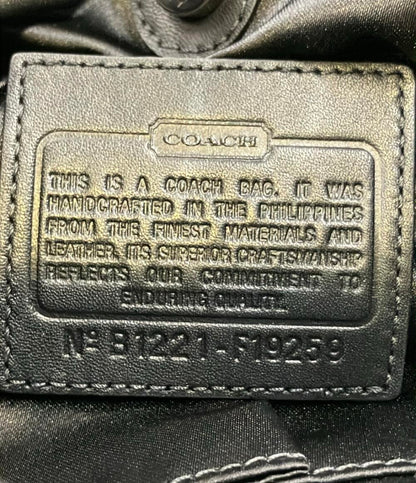 COACH
THIS IS A COACH BAG. IT WAS
HANDCRAFTED IN THE PHILIPPINES
FROM THE FINEST MATERIALS AND
LEATHER. ITS SUPERIOR CRAFTSMANSHIP
REFLECTS OUR COMMITMENT TO
ENDURING QUALITY.
Nº B1221-F19259